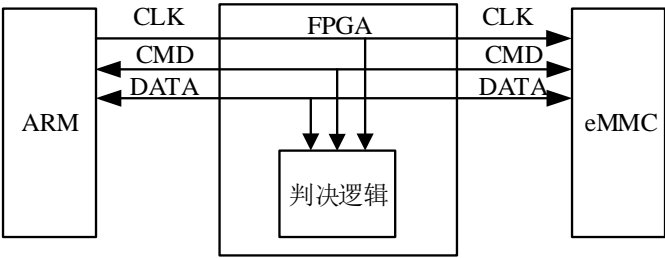 CLK FPGA CLK
CMD CMD
DATA DATA
ARM eMMC
判决逻辑